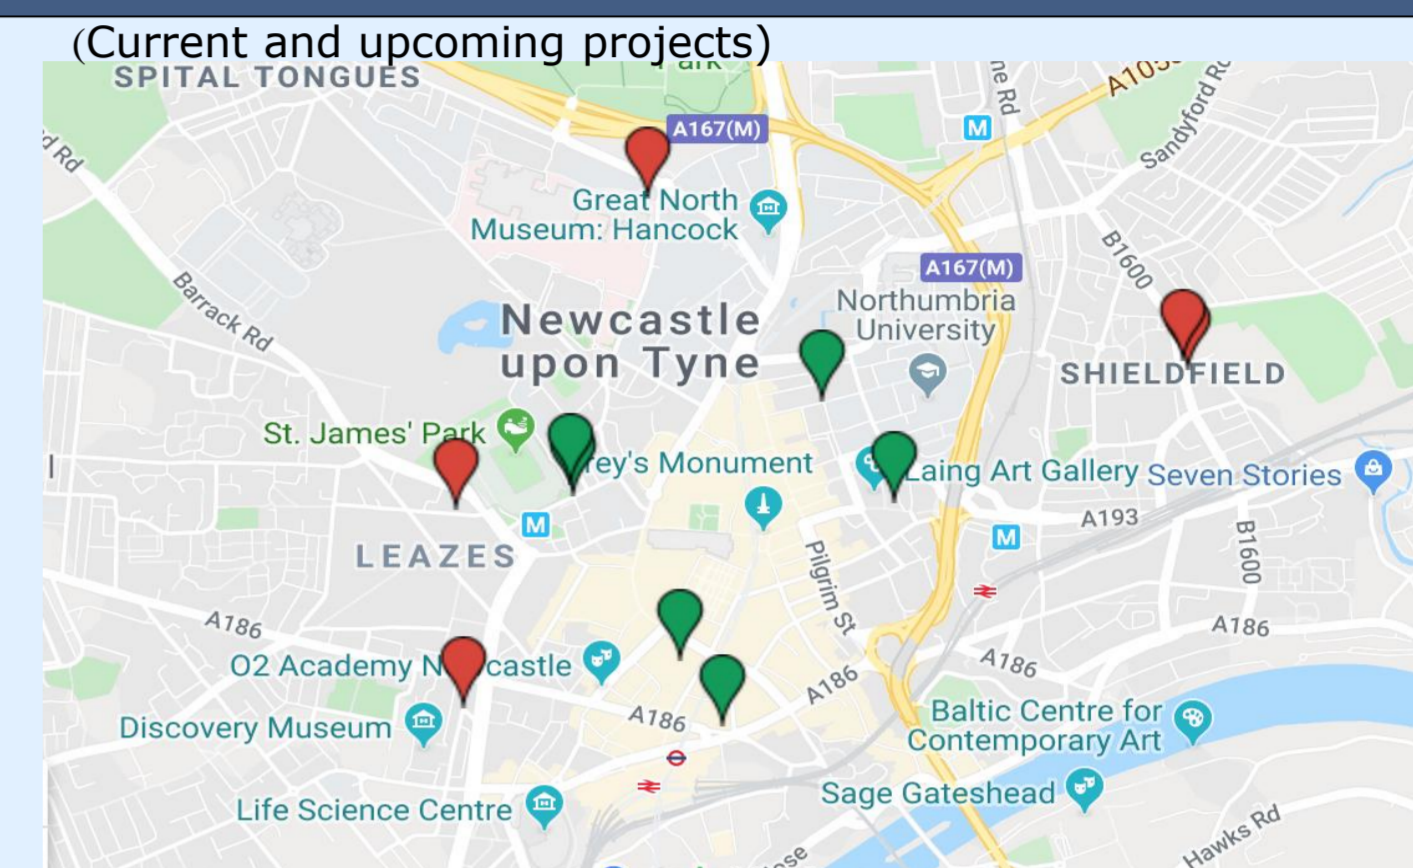 (Current and upcoming projects)
SPITAL TONGUES
Park
A167(M)
M
Sandyford
Great North
Museum: Hancock
B1600
A167(M)
Barrack Rd
Newcastle
upon Tyne
Northumbria
University
SHIELDFIELD
St. James' Park
rey's Monument
Laing Art Gallery
Seven Stories
M
A193
M
LEAZES
Pilgrim St
B1600
A186
A186
O2 Academy N castle
A186
A186
Discovery Museum
A186
Baltic Centre for
Contemporary Art
Life Science Centre
Sage Gateshead
Hawks Rd